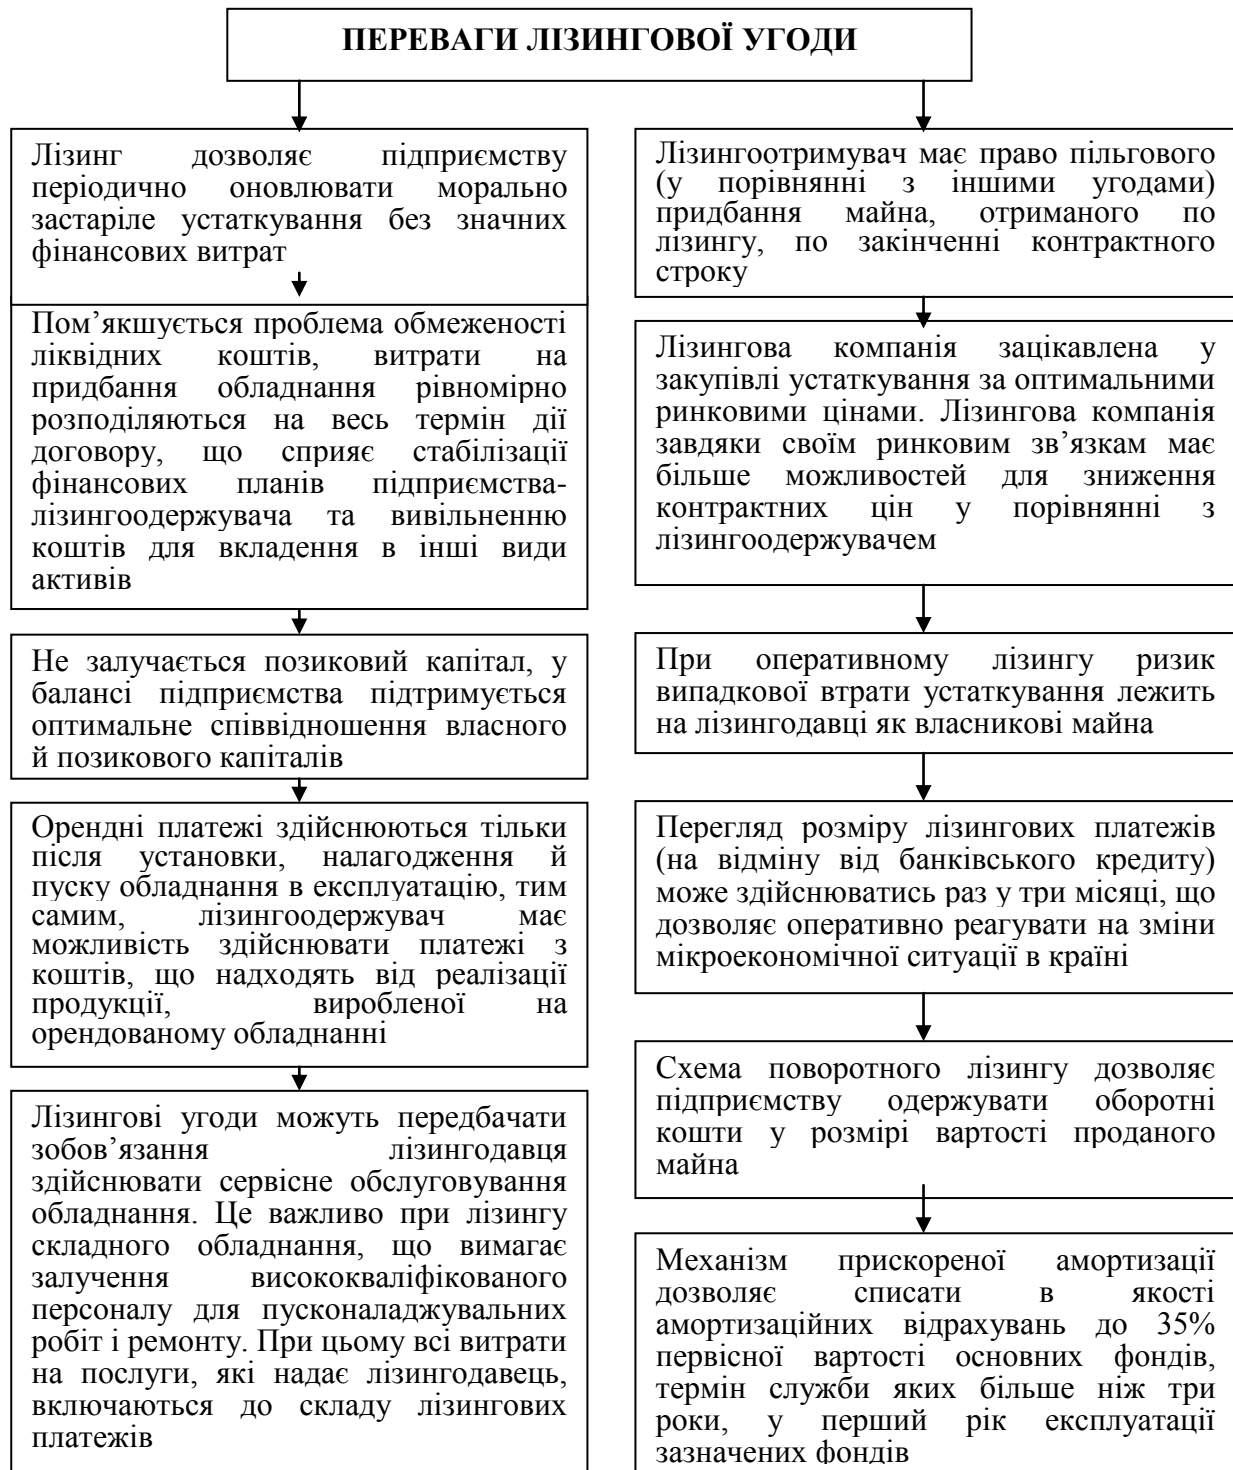 ПЕРЕВАГИ ЛІЗИНГОВОЇ УГОДИ
Лізинг дозволяє підприємству
періодично оновлювати морально
застаріле устаткування без значних
фінансових витрат
Пом’якшується проблема обмеженості
ліквідних коштів, витрати на
придбання обладнання рівномірно
розподіляються на весь термін дії
договору, що сприяє стабілізації
фінансових планів підприємства-
лізингоодержувача та вивільненню
коштів для вкладення в інші види
активів
Не залучається позиковий капітал, у
балансі підприємства підтримується
оптимальне співвідношення власного
й позикового капіталів
Орендні платежі здійснюються тільки
після установки, налагодження й
пуску обладнання в експлуатацію, тим
самим, лізингоодержувач має
можливість здійснювати платежі з
коштів, що надходять від реалізації
продукції, виробленої на
орендованому обладнанні
Лізингові угоди можуть передбачати
зобов’язання лізингодавця
здійснювати сервісне обслуговування
обладнання. Це важливо при лізингу
складного обладнання, що вимагає
залучення висококваліфікованого
персоналу для пусконаладжувальних
робіт і ремонту. При цьому всі витрати
на послуги, які надає лізингодавець,
включаються до складу лізингових
платежів
Лізингоотримувач має право пільгового
(у порівнянні з іншими угодами)
придбання майна, отриманого по
лізингу, по закінченні контрактного
строку
Лізингова компанія зацікавлена у
закупівлі устаткування за оптимальними
ринковими цінами. Лізингова компанія
завдяки своїм ринковим зв’язкам має
більше можливостей для зниження
контрактних цін у порівнянні з
лізингоодержувачем
При оперативному лізингу ризик
випадкової втрати устаткування лежить
на лізингодавці як власникові майна
Перегляд розміру лізингових платежів
(на відміну від банківського кредиту)
може здійснюватись раз у три місяці, що
дозволяє оперативно реагувати на зміни
мікроекономічної ситуації в країні
Схема поворотного лізингу дозволяє
підприємству одержувати оборотні
кошти у розмірі вартості проданого
майна
Механізм прискореної амортизації
дозволяє списати в якості
амортизаційних відрахувань до 35%
первісної вартості основних фондів,
термін служби яких більше ніж три
роки, у перший рік експлуатації
зазначених фондів